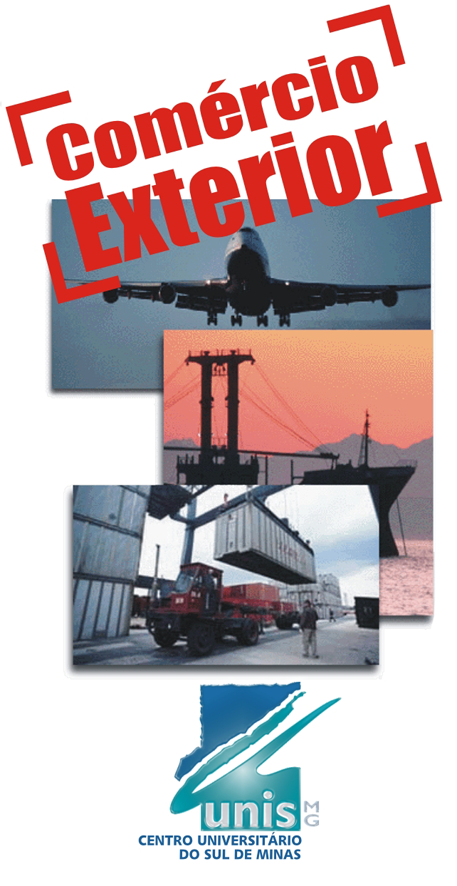 Comércio
Exterior
unis
MG
CENTRO UNIVERSITÁRIO
DO SUL DE MINAS